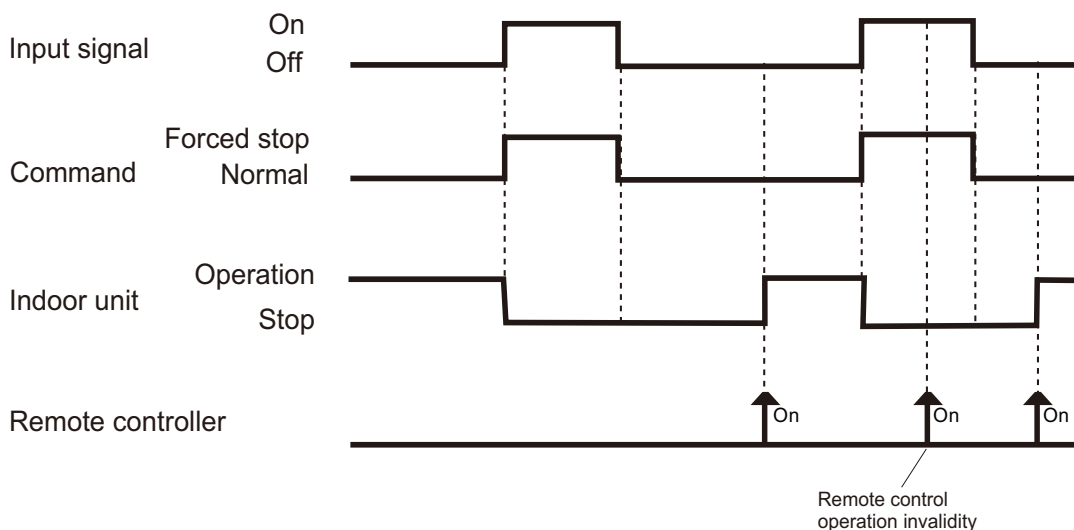 Input signal
On
Off
Command
Forced stop
Normal
Indoor unit
Operation
Stop
Remote controller
On
On
On
Remote control
operation invalidity